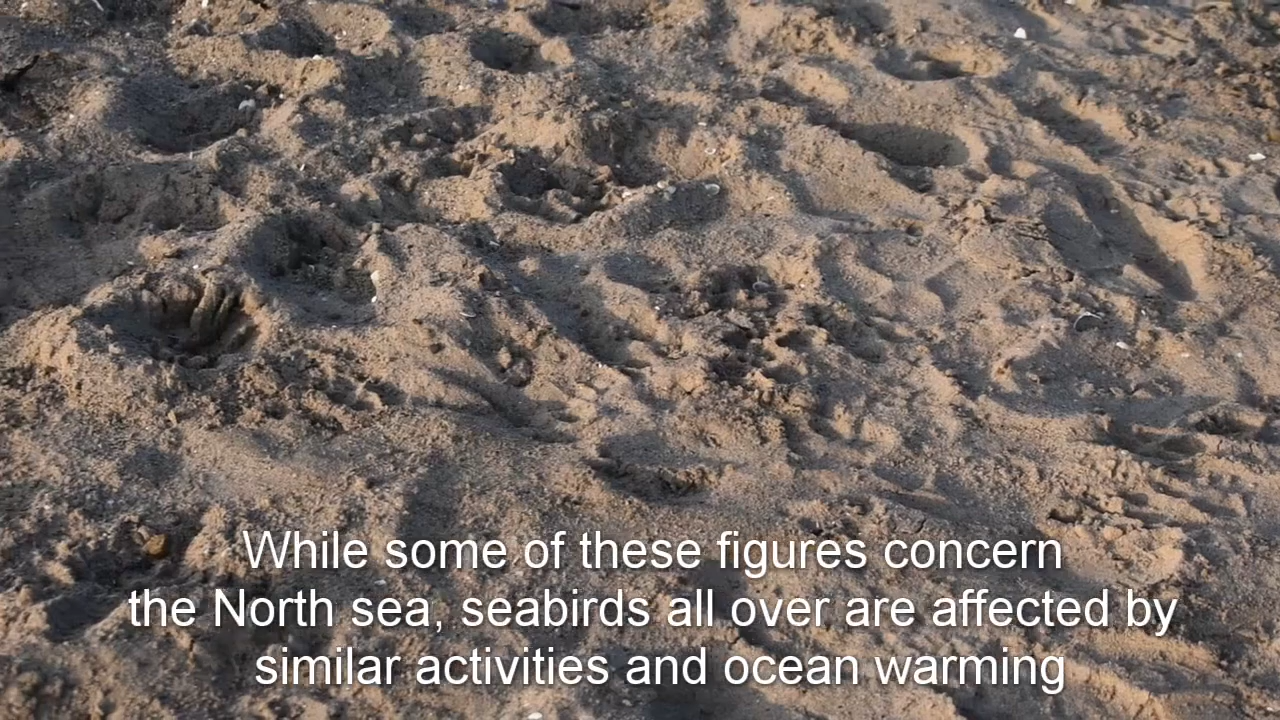 While some of these figures concern
the North sea, seabirds all over are affected by
similar activities and ocean warming